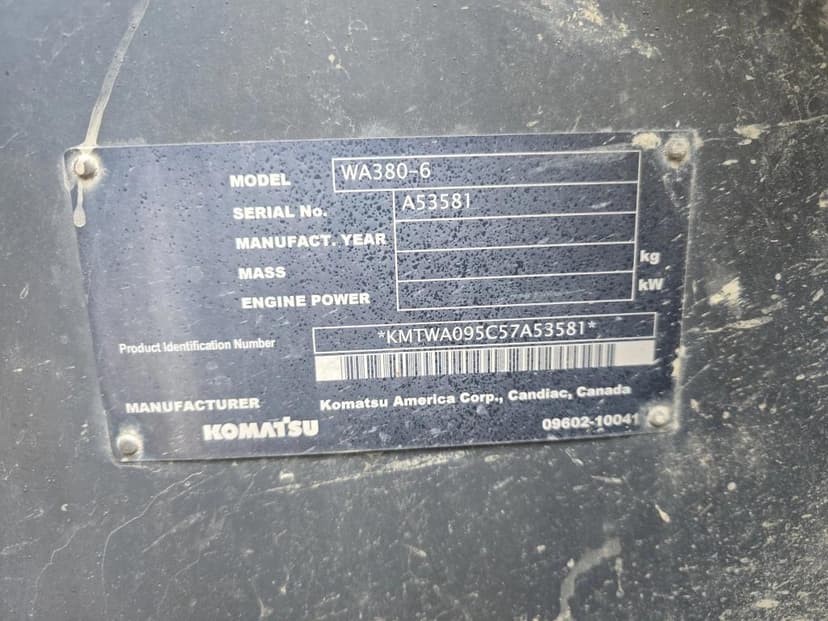 MODEL WA380-6
SERIAL No. A53581
MANUFACT. YEAR
MASS kg
ENGINE POWER kW
Product Identification Number *KMTWA095C57A53581*
MANUFACTURER Komatsu America Corp., Candiac, Canada
KOMATSU 09602-10041